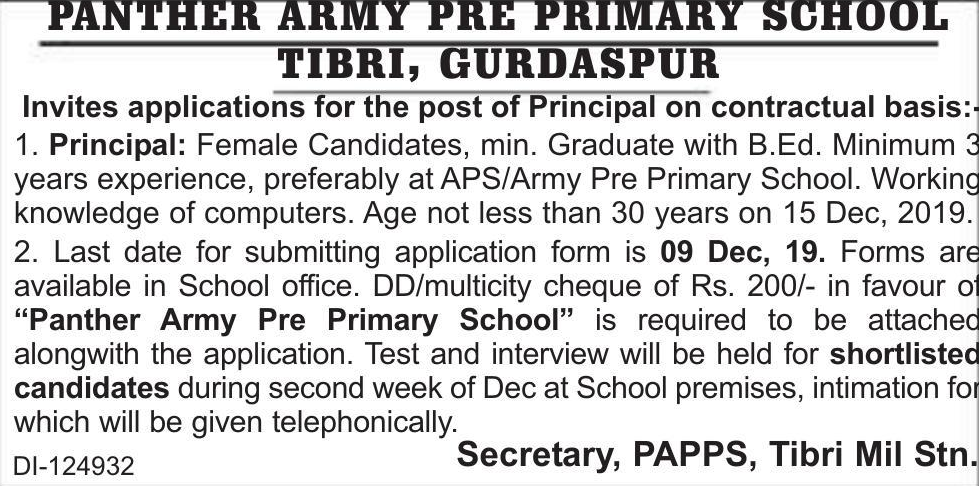 PANTHER ARMY PRE PRIMARY SCHOOL
TIBRI, GURDASPUR
Invites applications for the post of Principal on contractual basis:-
1. Principal: Female Candidates, min. Graduate with B.Ed. Minimum 3
years experience, preferably at APS/Army Pre Primary School. Working
knowledge of computers. Age not less than 30 years on 15 Dec, 2019.
2. Last date for submitting application form is 09 Dec, 19. Forms are
available in School office. DD/multicity cheque of Rs. 200/- in favour of
“Panther Army Pre Primary School” is required to be attached
alongwith the application. Test and interview will be held for shortlisted
candidates during second week of Dec at School premises, intimation for
which will be given telephonically.
Secretary, PAPPS, Tibri Mil Stn.
DI-124932